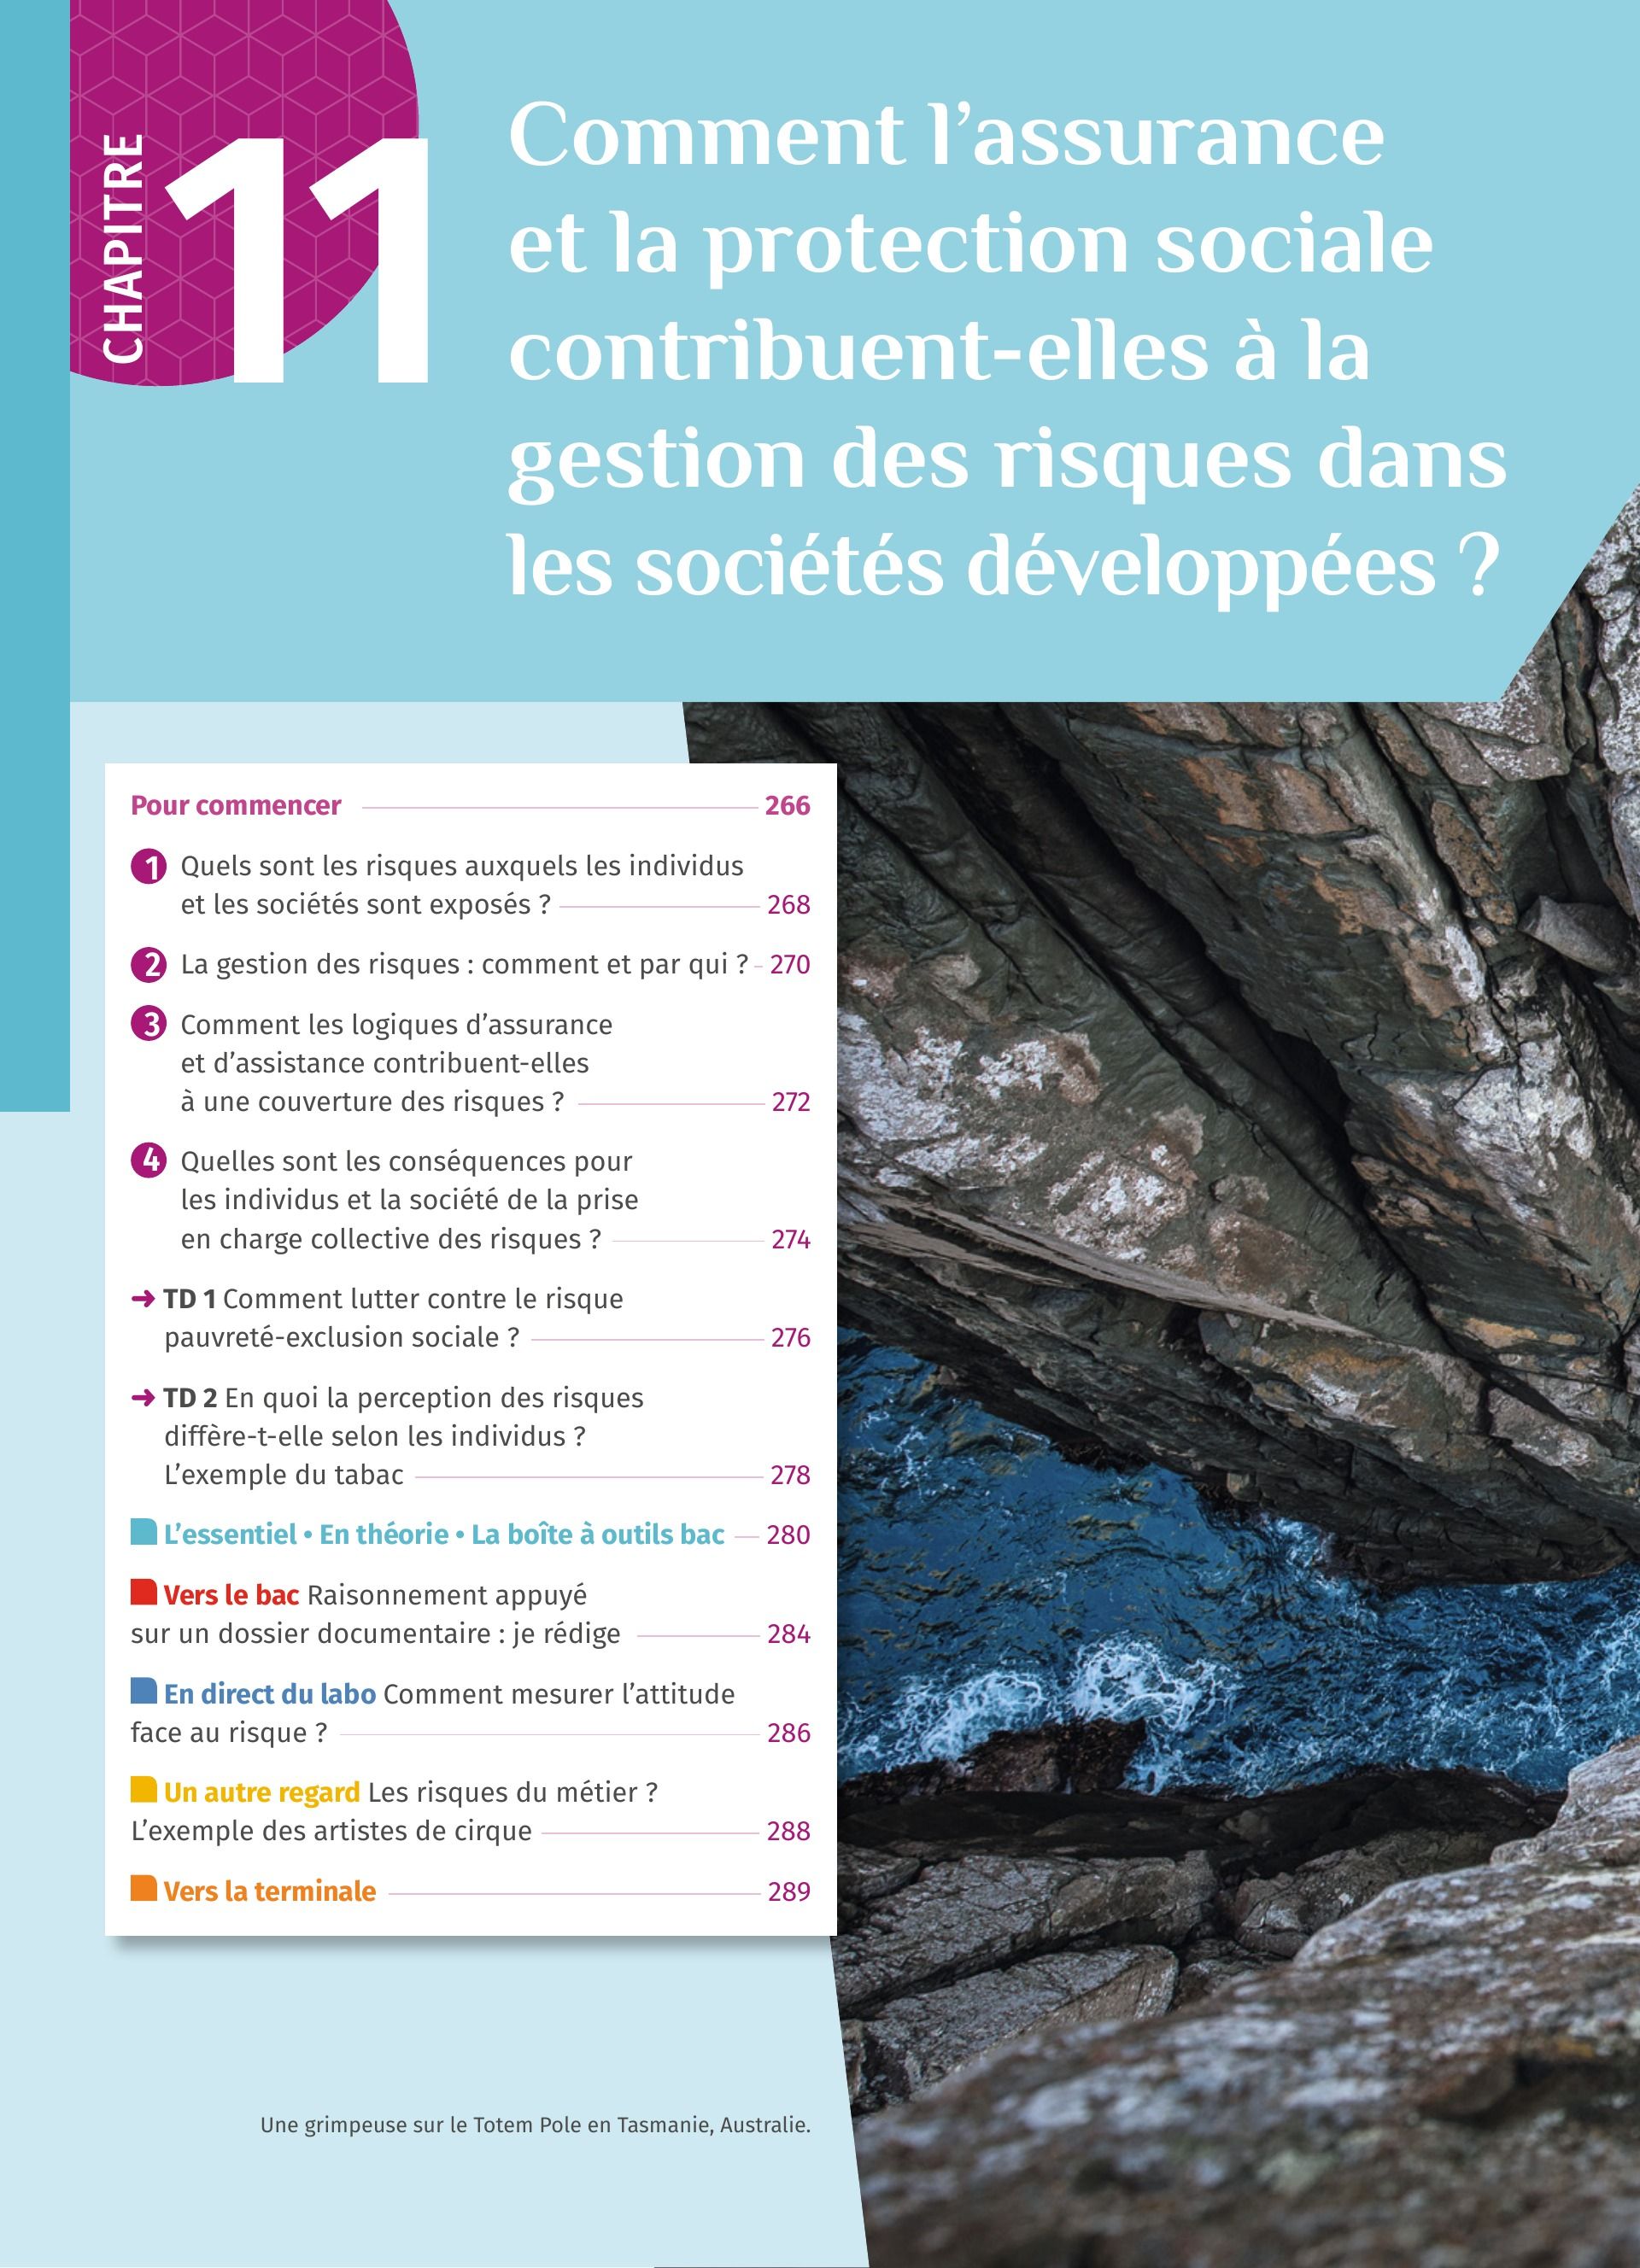 CHAPITRE
11
Comment l’assurance
et la protection sociale
contribuent-elles à la
gestion des risques dans
les sociétés développées ?
Pour commencer 266
1 Quels sont les risques auxquels les individus
et les sociétés sont exposés ? 268
2 La gestion des risques : comment et par qui ? 270
3 Comment les logiques d’assurance
et d’assistance contribuent-elles
à une couverture des risques ? 272
4 Quelles sont les conséquences pour
les individus et la société de la prise
en charge collective des risques ? 274
➜ TD 1 Comment lutter contre le risque
pauvreté-exclusion sociale ? 276
➜ TD 2 En quoi la perception des risques
diffère-t-elle selon les individus ?
L’exemple du tabac 278
L’essentiel • En théorie • La boîte à outils bac 280
Vers le bac Raisonnement appuyé
sur un dossier documentaire : je rédige 284
En direct du labo Comment mesurer l’attitude
face au risque ? 286
Un autre regard Les risques du métier ?
L’exemple des artistes de cirque 288
Vers la terminale 289
Une grimpeuse sur le Totem Pole en Tasmanie, Australie.